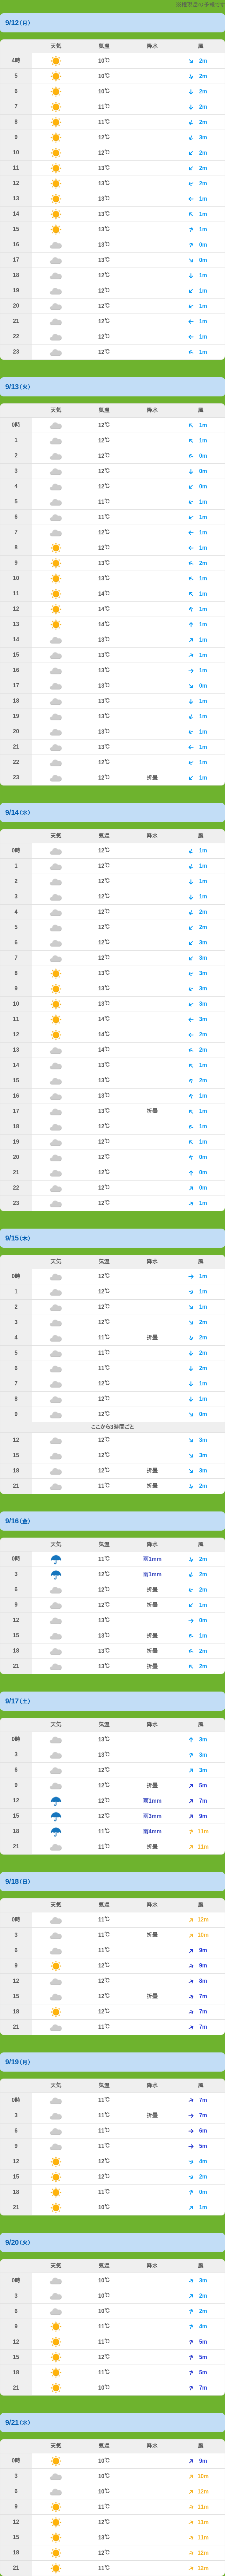 ※極周辺の予報です
9/12(月)
天気 気温 降水 風
4時 10℃ 2m
5 10℃ 2m
6 10℃ 2m
7 11℃ 2m
8 11℃ 2m
9 12℃ 3m
10 12℃ 2m
11 13℃ 2m
12 13℃ 2m
13 13℃ 1m
14 13℃ 1m
15 13℃ 1m
16 13℃ 0m
17 13℃ 0m
18 12℃ 1m
19 12℃ 1m
20 12℃ 1m
21 12℃ 1m
22 12℃ 1m
23 12℃ 1m
9/13(火)
天気 気温 降水 風
0時 12℃ 1m
1 12℃ 1m
2 12℃ 0m
3 12℃ 0m
4 12℃ 0m
5 11℃ 1m
6 11℃ 1m
7 12℃ 1m
8 12℃ 1m
9 13℃ 2m
10 13℃ 1m
11 14℃ 1m
12 14℃ 1m
13 14℃ 1m
14 13℃ 1m
15 13℃ 1m
16 13℃ 1m
17 13℃ 0m
18 13℃ 1m
19 13℃ 1m
20 13℃ 1m
21 12℃ 1m
22 12℃ 1m
23 12℃ 折畳 1m
9/14(水)
天気 気温 降水 風
0時 12℃ 1m
1 12℃ 1m
2 12℃ 1m
3 12℃ 1m
4 12℃ 2m
5 12℃ 2m
6 12℃ 3m
7 12℃ 3m
8 13℃ 3m
9 13℃ 3m
10 13℃ 3m
11 14℃ 3m
12 14℃ 2m
13 14℃ 2m
14 13℃ 1m
15 13℃ 2m
16 13℃ 1m
17 13℃ 折畳 1m
18 12℃ 1m
19 12℃ 1m
20 12℃ 0m
21 12℃ 0m
22 12℃ 0m
23 12℃ 1m
9/15(木)
天気 気温 降水 風
0時 12℃ 1m
1 12℃ 1m
2 12℃ 1m
3 12℃ 2m
4 11℃ 折畳 2m
5 11℃ 2m
6 11℃ 2m
7 12℃ 1m
8 12℃ 1m
9 12℃ 0m
ここから3時間ごと
12 12℃ 3m
15 12℃ 3m
18 12℃ 折畳 3m
21 11℃ 折畳 2m
9/16(金)
天気 気温 降水 風
0時 11℃ 雨1mm 2m
3 12℃ 雨1mm 2m
6 12℃ 折畳 2m
9 12℃ 折畳 1m
12 13℃ 0m
15 13℃ 折畳 1m
18 13℃ 折畳 2m
21 13℃ 折畳 2m
9/17(土)
天気 気温 降水 風
0時 13℃ 3m
3 13℃ 3m
6 12℃ 3m
9 12℃ 折畳 5m
12 12℃ 雨1mm 7m
15 12℃ 雨3mm 9m
18 11℃ 雨4mm 11m
21 11℃ 折畳 11m
9/18(日)
天気 気温 降水 風
0時 11℃ 12m
3 11℃ 折畳 10m
6 11℃ 9m
9 12℃ 9m
12 12℃ 8m
15 12℃ 折畳 7m
18 12℃ 7m
21 11℃ 7m
9/19(月)
天気 気温 降水 風
0時 11℃ 7m
3 11℃ 折畳 7m
6 11℃ 6m
9 11℃ 5m
12 12℃ 4m
15 12℃ 2m
18 11℃ 0m
21 10℃ 1m
9/20(火)
天気 気温 降水 風
0時 10℃ 3m
3 10℃ 2m
6 10℃ 2m
9 11℃ 4m
12 11℃ 5m
15 12℃ 5m
18 11℃ 5m
21 10℃ 7m
9/21(水)
天気 気温 降水 風
0時 10℃ 9m
3 10℃ 10m
6 10℃ 12m
9 11℃ 11m
12 12℃ 11m
15 13℃ 11m
18 12℃ 12m
21 11℃ 12m